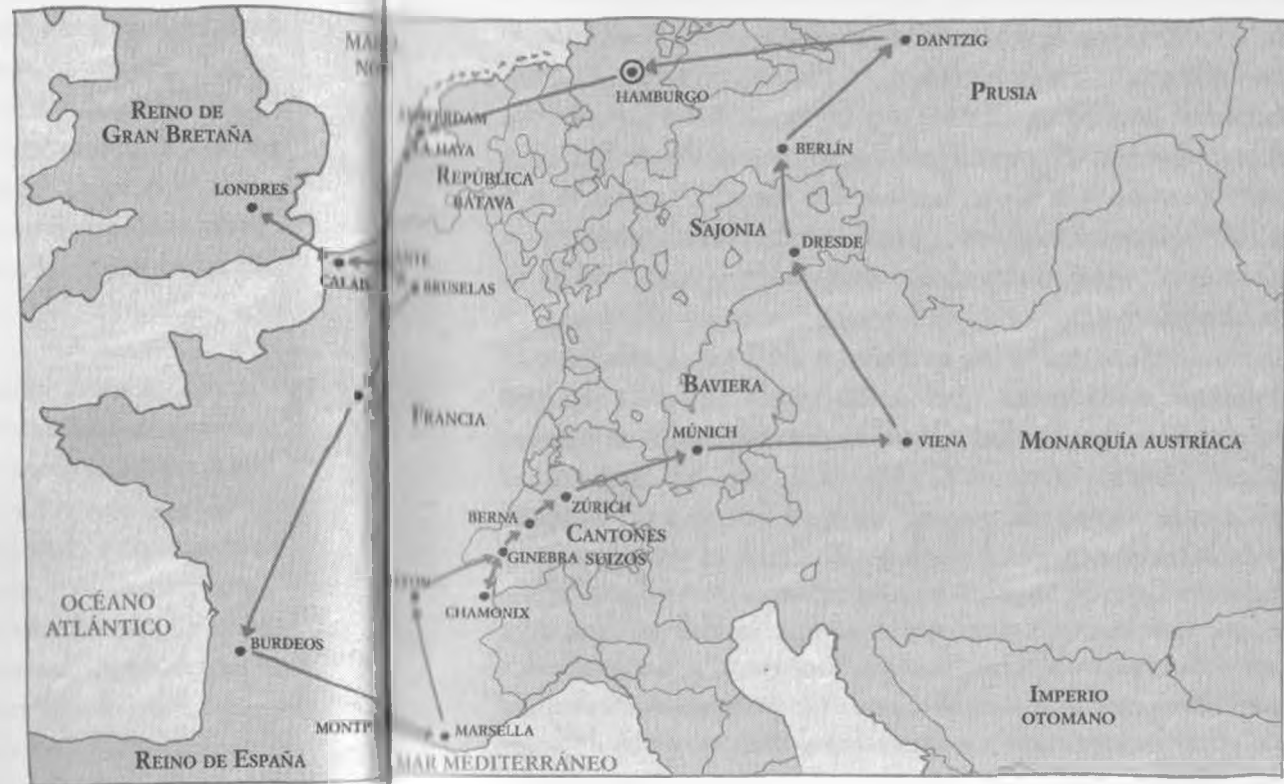 DANTZIG
HAMBURGO
PRUSIA
REINO DE
GRAN BRETAÑA
LA HAYA
BERLÍN
REPÚBLICA
BATAVA
LONDRES
SAJONIA
DRESDE
CALAIS
BRUSELAS
BAVIERA
FRANCIA
MÚNICH
VIENA
MONARQUÍA AUSTRÍACA
ZÚRICH
BERNA
CANTONES
SUIZOS
GINEBRA
CHAMONIX
OCÉANO
ATLÁNTICO
BURDEOS
IMPERIO
OTOMANO
MARSELLA
REINO DE ESPAÑA
MAR MEDITERRÁNEO